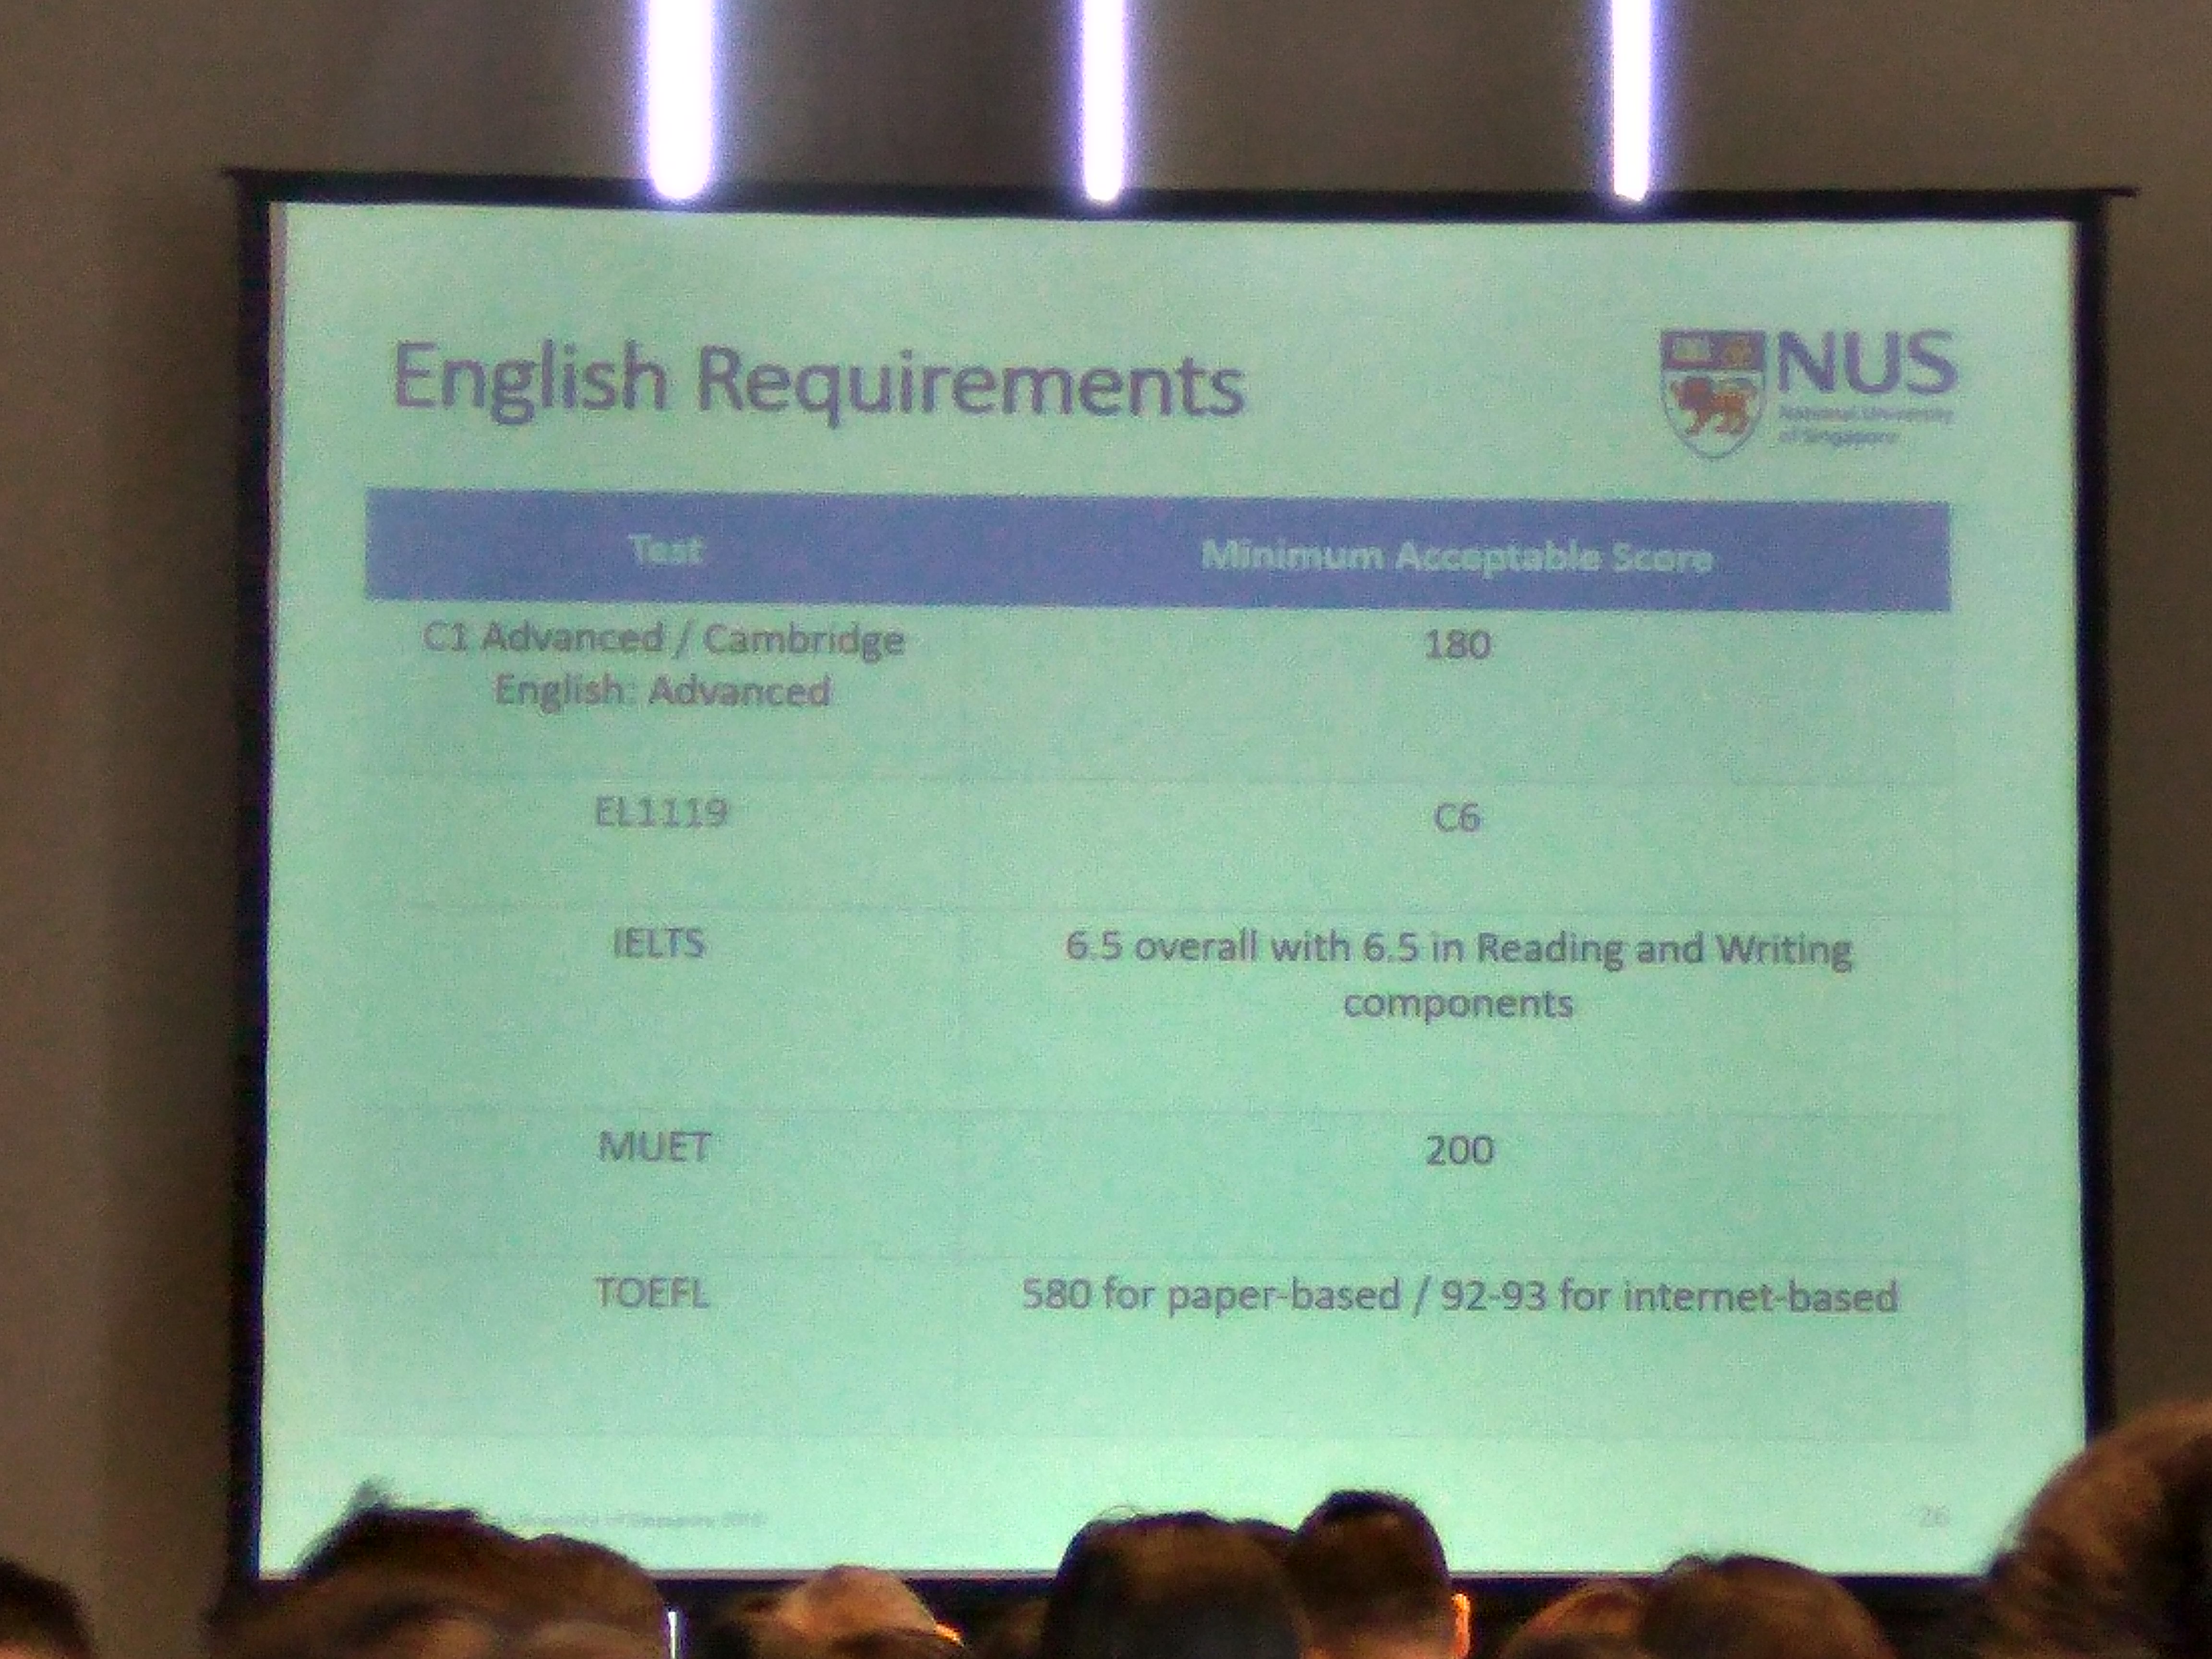 English Requirements
NUS
National University
of Singapore
Test Minimum Acceptable Score
C1 Advanced / Cambridge 180
English: Advanced
EL1119 C6
IELTS 6.5 overall with 6.5 in Reading and Writing
components
MUET 200
TOEFL 580 for paper-based / 92-93 for internet-based
University of Singapore
26